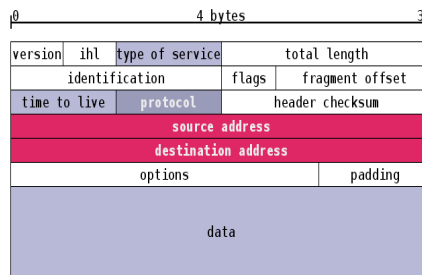 0 4 bytes 3
version ihl type of service total length
identification flags fragment offset
time to live protocol header checksum
source address
destination address
options padding
data